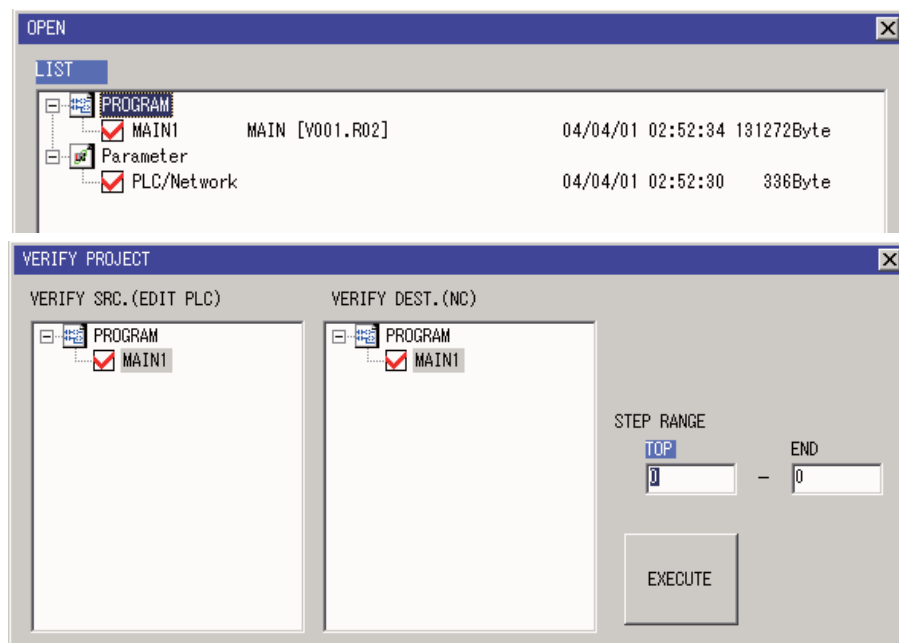 OPEN
LIST
PROGRAM
MAIN1 MAIN [V001.R02] 04/04/01 02:52:34 131272Byte
Parameter
PLC/Network 04/04/01 02:52:30 336Byte
VERIFY PROJECT
VERIFY SRC.(EDIT PLC) VERIFY DEST.(NC)
PROGRAM PROGRAM
MAIN1 MAIN1
STEP RANGE
TOP END
0 - 0
EXECUTE